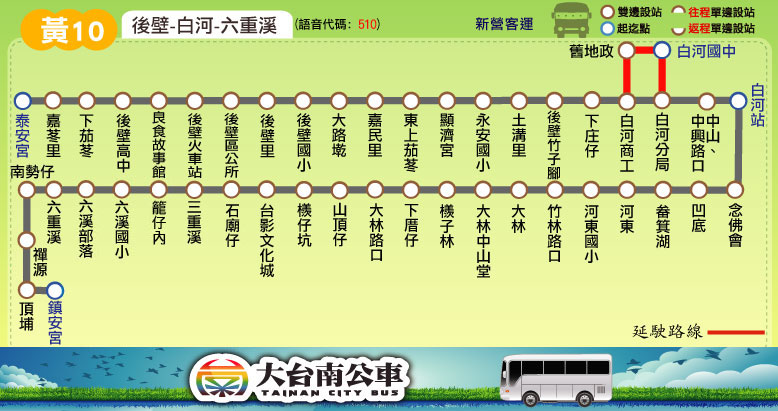 黃10
後壁-白河-六重溪
(語音代碼: 510)
新營客運
雙邊設站
往程單邊設站
起迄點
返程單邊設站
舊地政
白河國中
泰安宮
嘉苳里
下茄苳
後壁高中
良食故事館
後壁火車站
後壁區公所
後壁里
後壁國小
大路墘
嘉民里
東上茄苳
顯濟宮
永安國小
土溝里
後壁竹子腳
下庄仔
白河商工
白河分局
中山、中興路口
白河站
南勢仔
六重溪
六溪部落
六溪國小
籠仔內
三重溪
石廟仔
台影文化城
檨仔坑
山頂仔
大林路口
下厝仔
檨子林
大林中山堂
大林
竹林路口
河東國小
河東
畚箕湖
凹底
念佛會
禪源
頂埔
鎮安宮
延駛路線
大台南公車
TAINAN CITY BUS